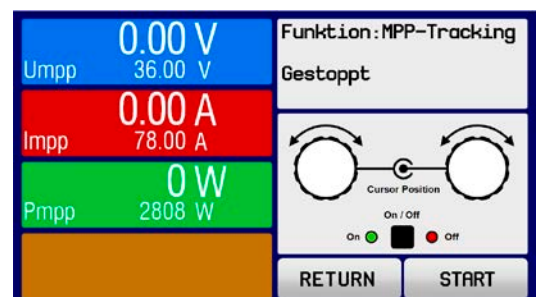 0.00 V
Umpp 36.00 V
0.00 A
Impp 78.00 A
0 W
Pmpp 2808 W
Funktion:MPP-Tracking
Gestoppt
Cursor Position
On / Off
On Off
RETURN START